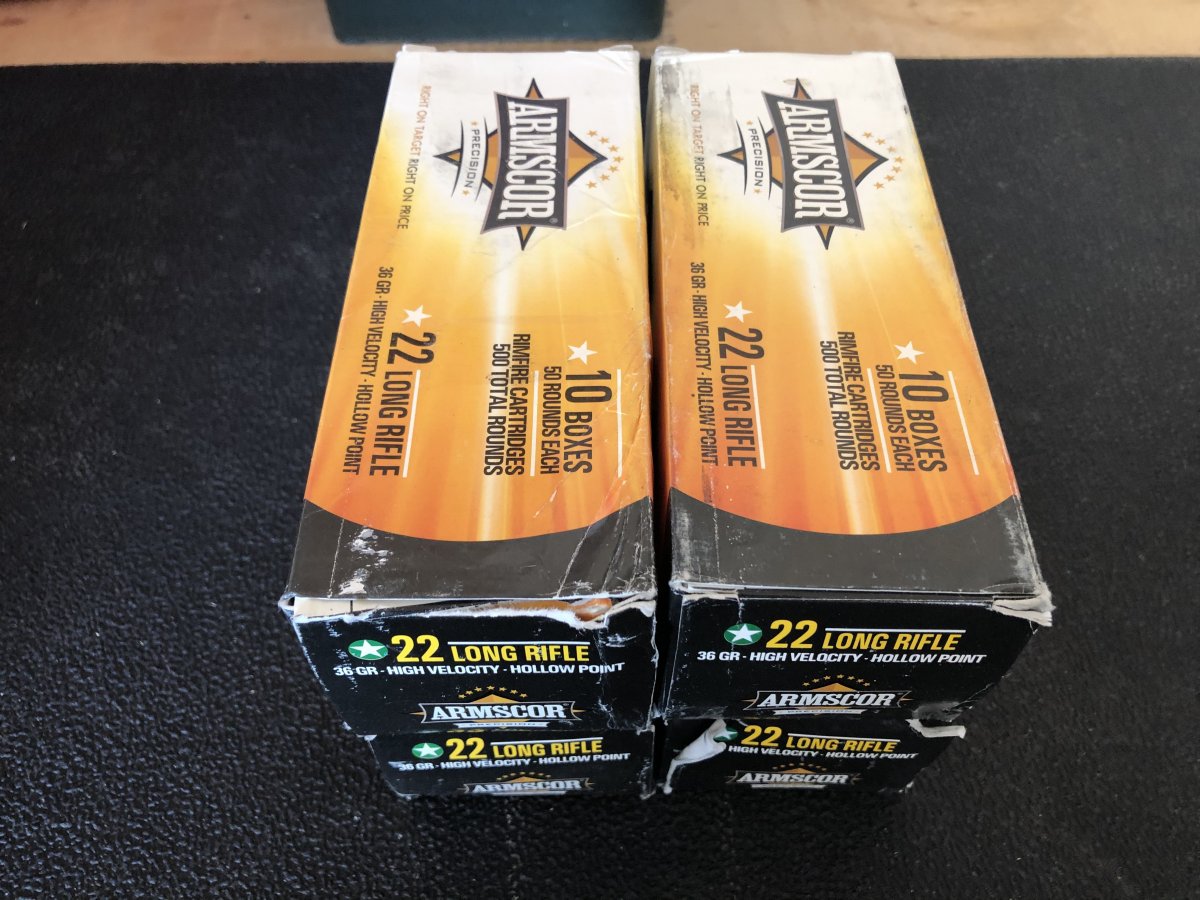 ARMSCOR®
PRECISION
RIGHT ON TARGET RIGHT ON PRICE
10 BOXES
50 ROUNDS EACH
RIMFIRE CARTRIDGES
500 TOTAL ROUNDS
22 LONG RIFLE
36 GR - HIGH VELOCITY - HOLLOW POINT
ARMSCOR®
PRECISION
RIGHT ON TARGET RIGHT ON PRICE
10 BOXES
50 ROUNDS EACH
RIMFIRE CARTRIDGES
500 TOTAL ROUNDS
22 LONG RIFLE
36 GR - HIGH VELOCITY - HOLLOW POINT
22 LONG RIFLE
36 GR - HIGH VELOCITY - HOLLOW POINT
ARMSCOR
PRECISION
22 LONG RIFLE
36 GR - HIGH VELOCITY - HOLLOW POINT
ARMSCOR
PRECISION
22 LONG RIFLE
36 GR - HIGH VELOCITY - HOLLOW POINT
ARMSCOR
22 LONG RIFLE
HIGH VELOCITY - HOLLOW POINT
ARMSCOR